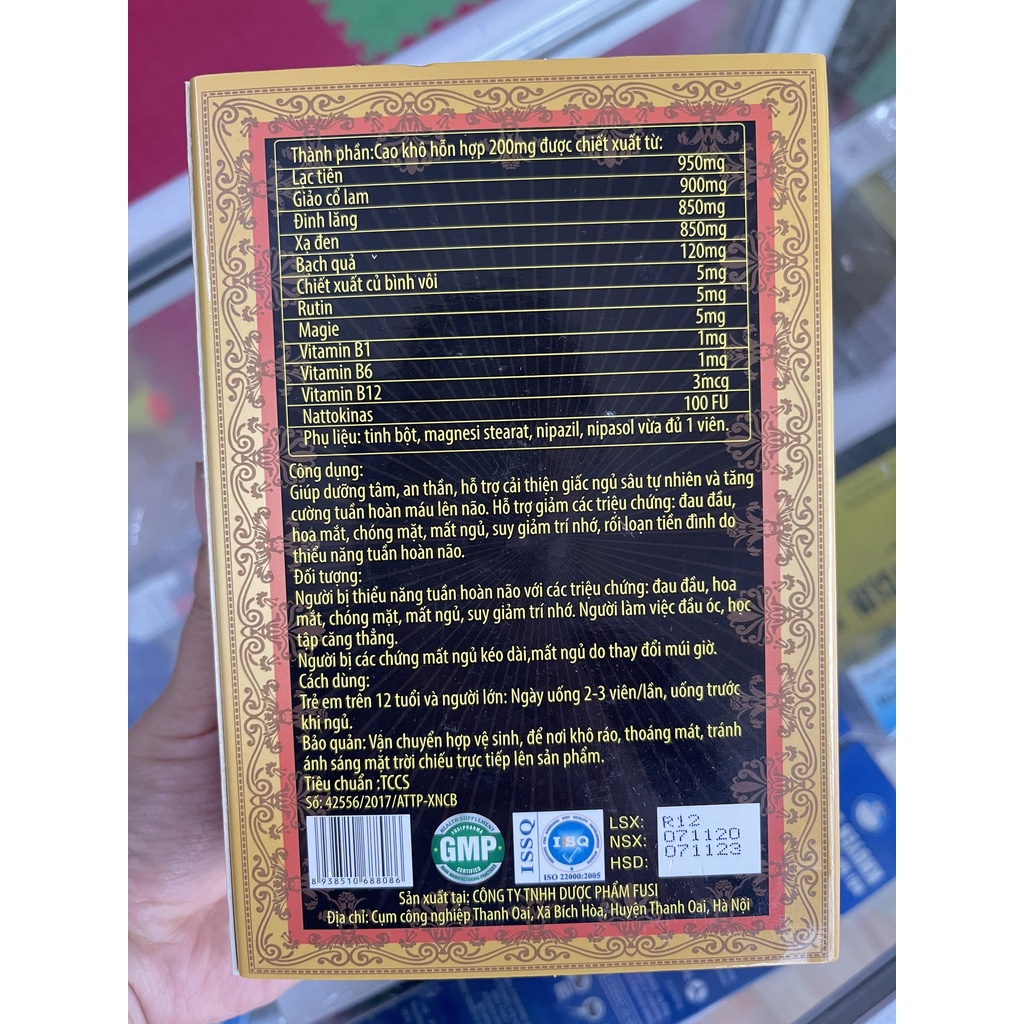 Thành phần:Cao khô hỗn hợp 200mg được chiết xuất từ:
Lạc tiên 950mg
Giảo cổ lam 900mg
Đinh lăng 850mg
Xạ đen 850mg
Bạch quả 120mg
Chiết xuất củ bình vôi 5mg
Rutin 5mg
Magie 5mg
Vitamin B1 1mg
Vitamin B6 1mg
Vitamin B12 3mcg
Nattokinas 100 FU
Phụ liệu: tinh bột, magnesi stearat, nipazil, nipasol vừa đủ 1 viên.
Công dụng:
Giúp dưỡng tâm, an thần, hỗ trợ cải thiện giấc ngủ sâu tự nhiên và tăng
cường tuần hoàn máu lên não. Hỗ trợ giảm các triệu chứng: đau đầu,
hoa mắt, chóng mặt, mất ngủ, suy giảm trí nhớ, rối loạn tiền đình do
thiểu năng tuần hoàn não.
Đối tượng:
Người bị thiểu năng tuần hoàn não với các triệu chứng: đau đầu, hoa
mắt, chóng mặt, mất ngủ, suy giảm trí nhớ. Người làm việc đầu óc, học
tập căng thẳng.
Người bị các chứng mất ngủ kéo dài,mất ngủ do thay đổi múi giờ.
Cách dùng:
Trẻ em trên 12 tuổi và người lớn: Ngày uống 2-3 viên/lần, uống trước
khi ngủ.
Bảo quản: Vận chuyển hợp vệ sinh, để nơi khô ráo, thoáng mát, tránh
ánh sáng mặt trời chiếu trực tiếp lên sản phẩm.
Tiêu chuẩn :TCCS
Số: 42556/2017/ATTP-XNCB
8 938510 688086
HEALTH SUPPLEMENT
FUSIPHARMA
GMP
CERTIFIED
GOOD MANUFACTURING PRACTICES
ISSQ
ISSQ
ISO 22000:2005
LSX: R12
NSX: 071120
HSD: 071123
Sản xuất tại: CÔNG TY TNHH DƯỢC PHẨM FUSI
Địa chỉ: Cụm công nghiệp Thanh Oai, Xã Bích Hòa, Huyện Thanh Oai, Hà Nội